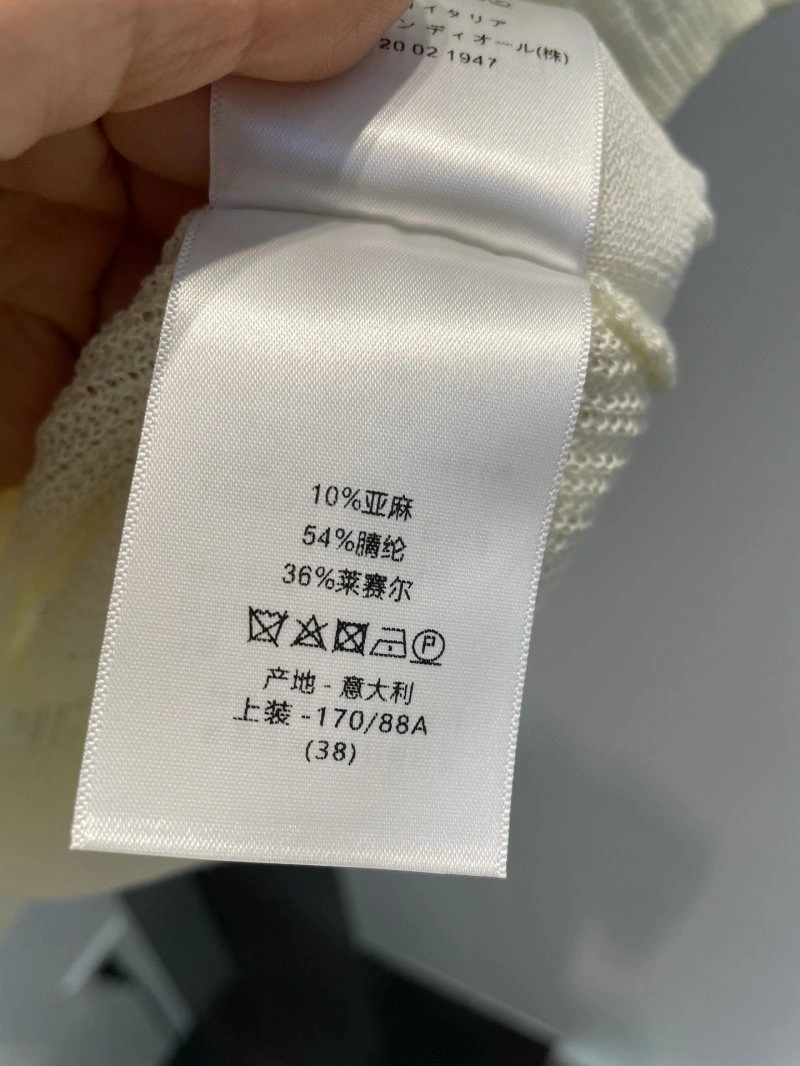 イタリア
ン ディオール(株)
20 02 1947
10%亚麻
54%腈纶
36%莱赛尔
P
产地 - 意大利
上装 -170/88A
(38)